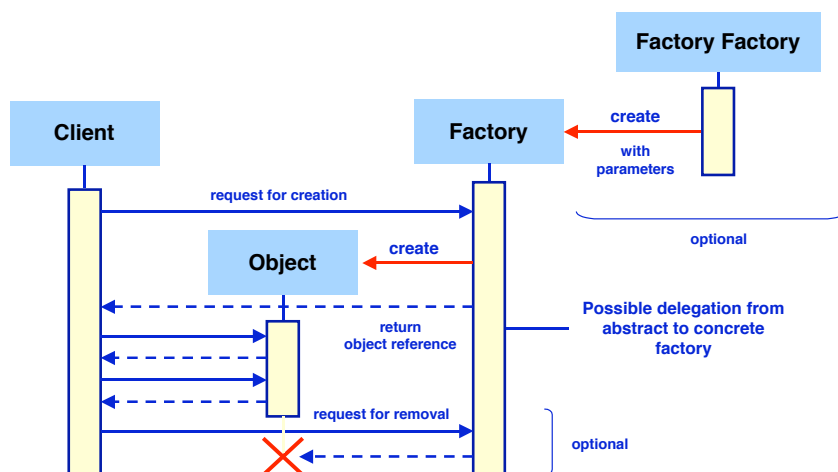 Factory Factory
Client
Factory
create
with
parameters
request for creation
optional
Object
create
return
object reference
Possible delegation from
abstract to concrete
factory
request for removal
optional